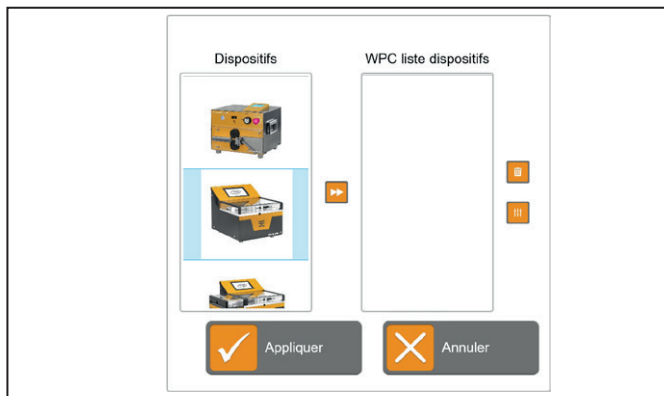 Dispositifs
WPC liste dispositifs
Appliquer
Annuler